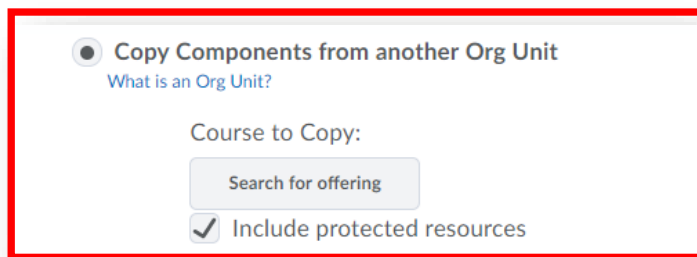 Copy Components from another Org Unit
What is an Org Unit?
Course to Copy:
Search for offering
Include protected resources